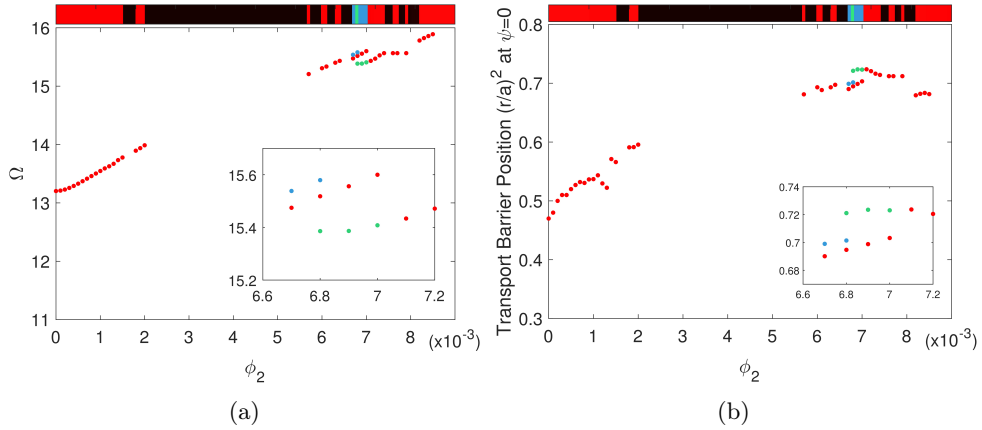 16
15
14
13
12
11
Ω
0 1 2 3 4 5 6 7 8 (x10⁻³)
ϕ₂
15.6
15.4
15.2
6.6 6.8 7 7.2
(a)
Transport Barrier Position (r/a)² at ψ=0
0.8
0.7
0.6
0.5
0.4
0.3
0 1 2 3 4 5 6 7 8 (x10⁻³)
ϕ₂
0.74
0.72
0.7
0.68
6.6 6.8 7 7.2
(b)